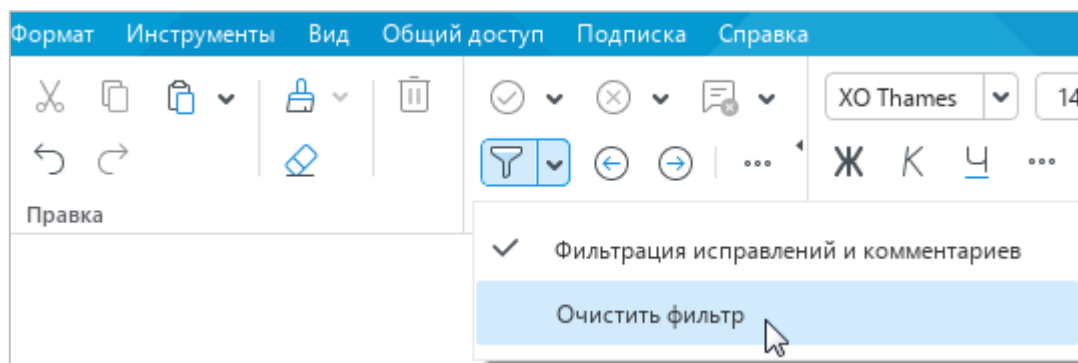 Формат Инструменты Вид Общий доступ Подписка Справка
XO Thames 14
Ж К Ч
Правка
Фильтрация исправлений и комментариев
Очистить фильтр